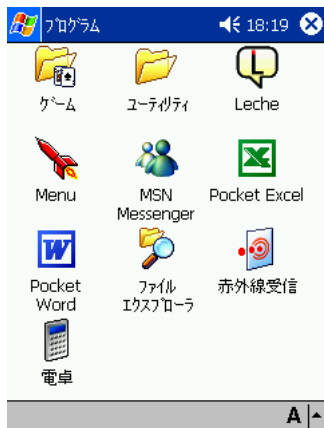 ﾌﾟﾛｸﾞﾗﾑ 18:19
ｹﾞｰﾑ ﾕｰﾃｨﾘﾃｨ Leche
Menu MSN Messenger Pocket Excel
Pocket Word ﾌｧｲﾙ ｴｸｽﾌﾟﾛｰﾗ 赤外線受信
電卓
A